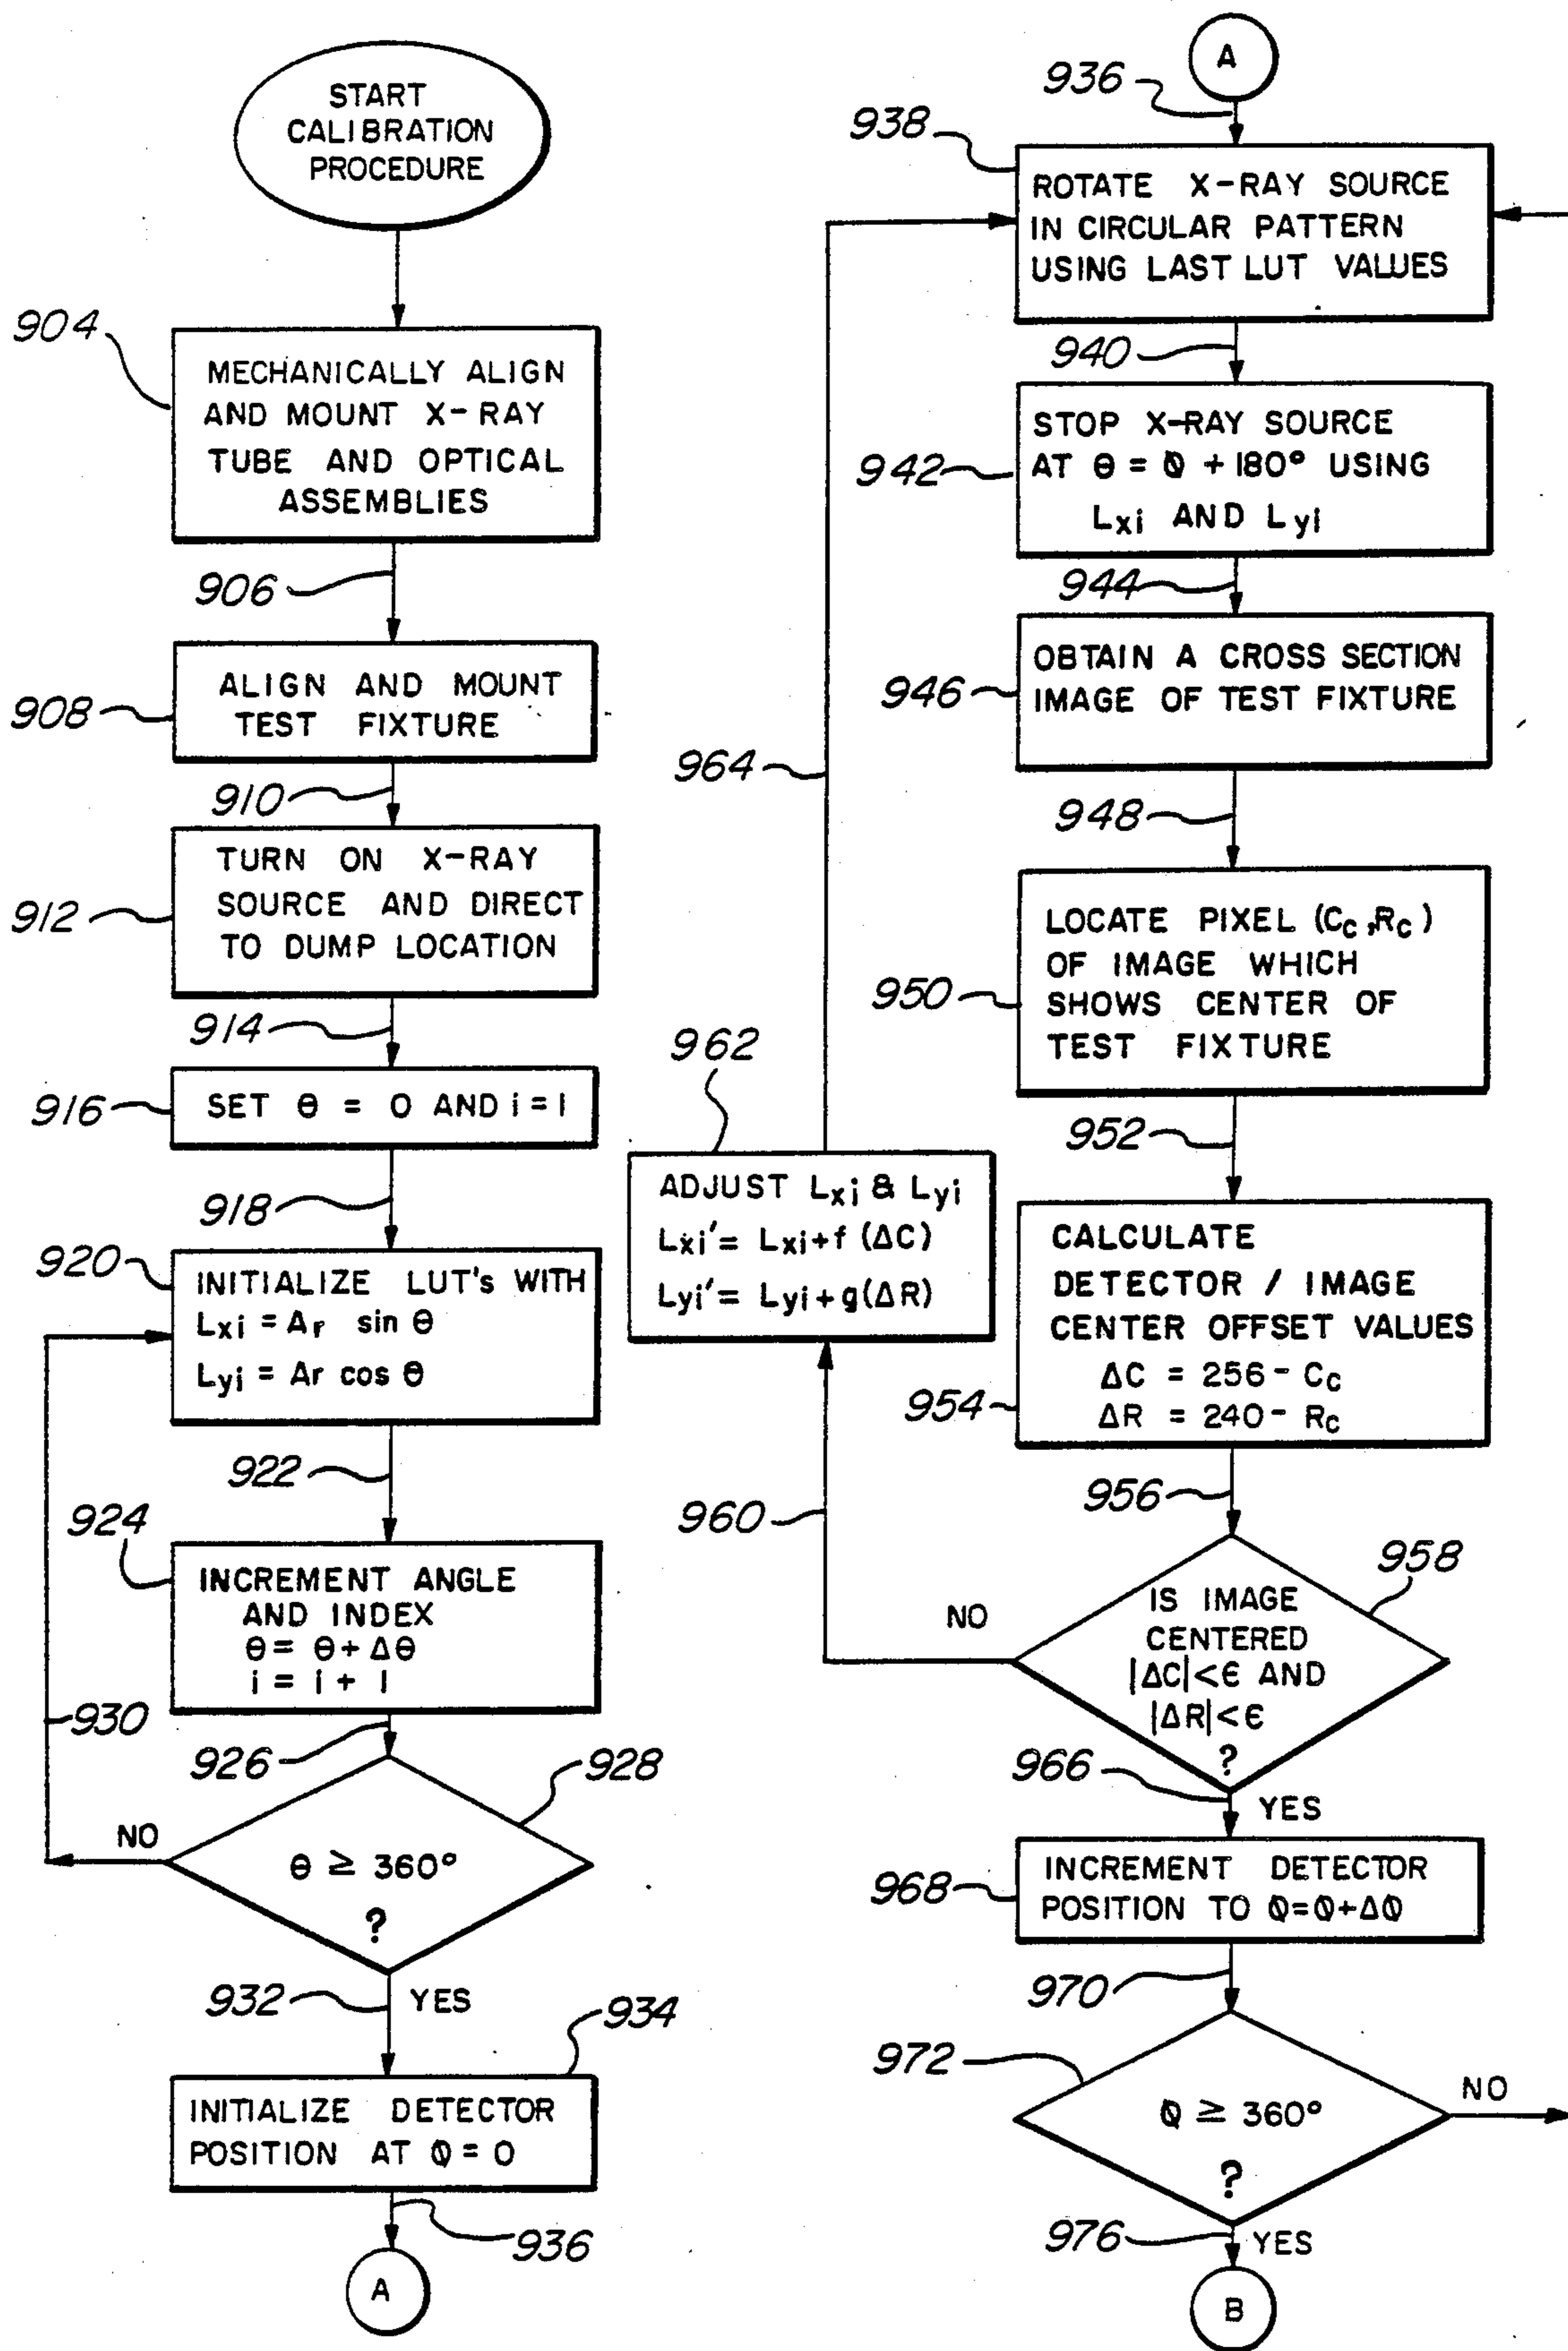 START
CALIBRATION
PROCEDURE
904
MECHANICALLY ALIGN
AND MOUNT X-RAY
TUBE AND OPTICAL
ASSEMBLIES
906
908
ALIGN AND MOUNT
TEST FIXTURE
910
912
TURN ON X-RAY
SOURCE AND DIRECT
TO DUMP LOCATION
914
916
SET θ = 0 AND i = 1
918
920
INITIALIZE LUT's WITH
Lxi = Ar sin θ
Lyi = Ar cos θ
922
924
INCREMENT ANGLE
AND INDEX
θ = θ + Δθ
i = i + 1
930
926
928
NO
θ ≥ 360°
?
932
YES
934
INITIALIZE DETECTOR
POSITION AT Ø = 0
936
A
A
936
938
ROTATE X-RAY SOURCE
IN CIRCULAR PATTERN
USING LAST LUT VALUES
940
942
STOP X-RAY SOURCE
AT θ = Ø + 180° USING
Lxi AND Lyi
944
946
OBTAIN A CROSS SECTION
IMAGE OF TEST FIXTURE
964
948
950
LOCATE PIXEL (Cc,Rc)
OF IMAGE WHICH
SHOWS CENTER OF
TEST FIXTURE
952
962
ADJUST Lxi & Lyi
Lxi' = Lxi + f (ΔC)
Lyi' = Lyi + g(ΔR)
954
CALCULATE
DETECTOR / IMAGE
CENTER OFFSET VALUES
ΔC = 256 - Cc
ΔR = 240 - Rc
956
960
958
NO
IS IMAGE
CENTERED
|ΔC|<ϵ AND
|ΔR|<ϵ
?
966
YES
968
INCREMENT DETECTOR
POSITION TO Ø=Ø+ΔØ
970
972
NO
Ø ≥ 360°
?
976
YES
B